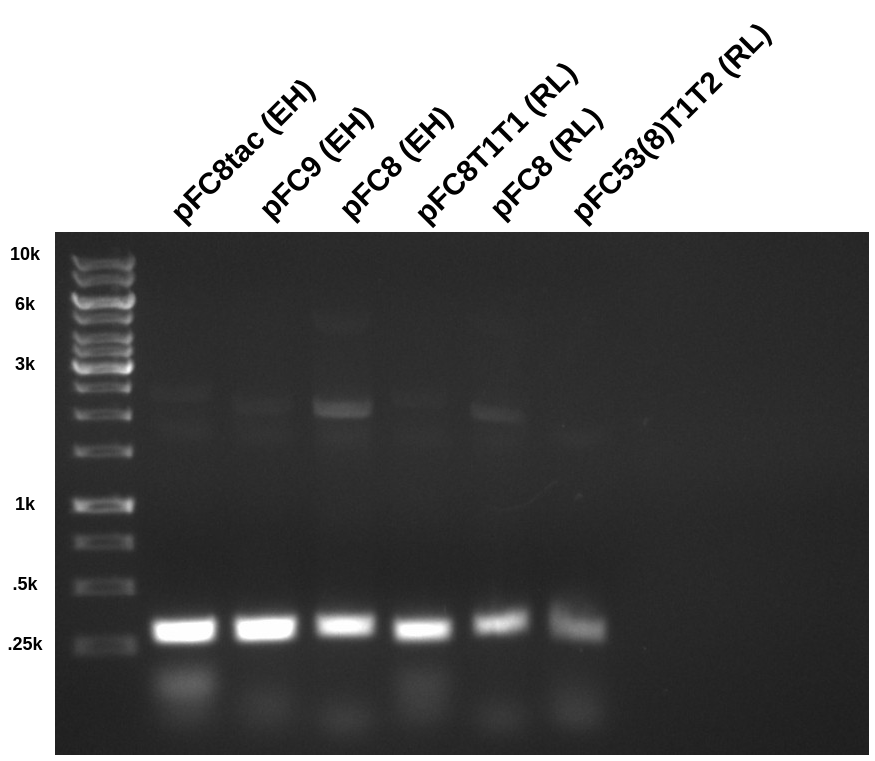 pFC8tac (EH)
pFC9 (EH)
pFC8 (EH)
pFC8T1T1 (RL)
pFC8 (RL)
pFC53(8)T1T2 (RL)
10k
6k
3k
1k
.5k
.25k